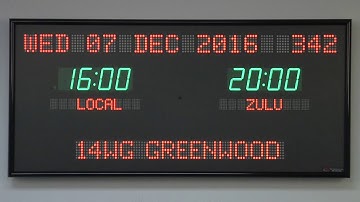 WED 07 DEC 2016 342
16:00 20:00
LOCAL ZULU
14WG GREENWOOD